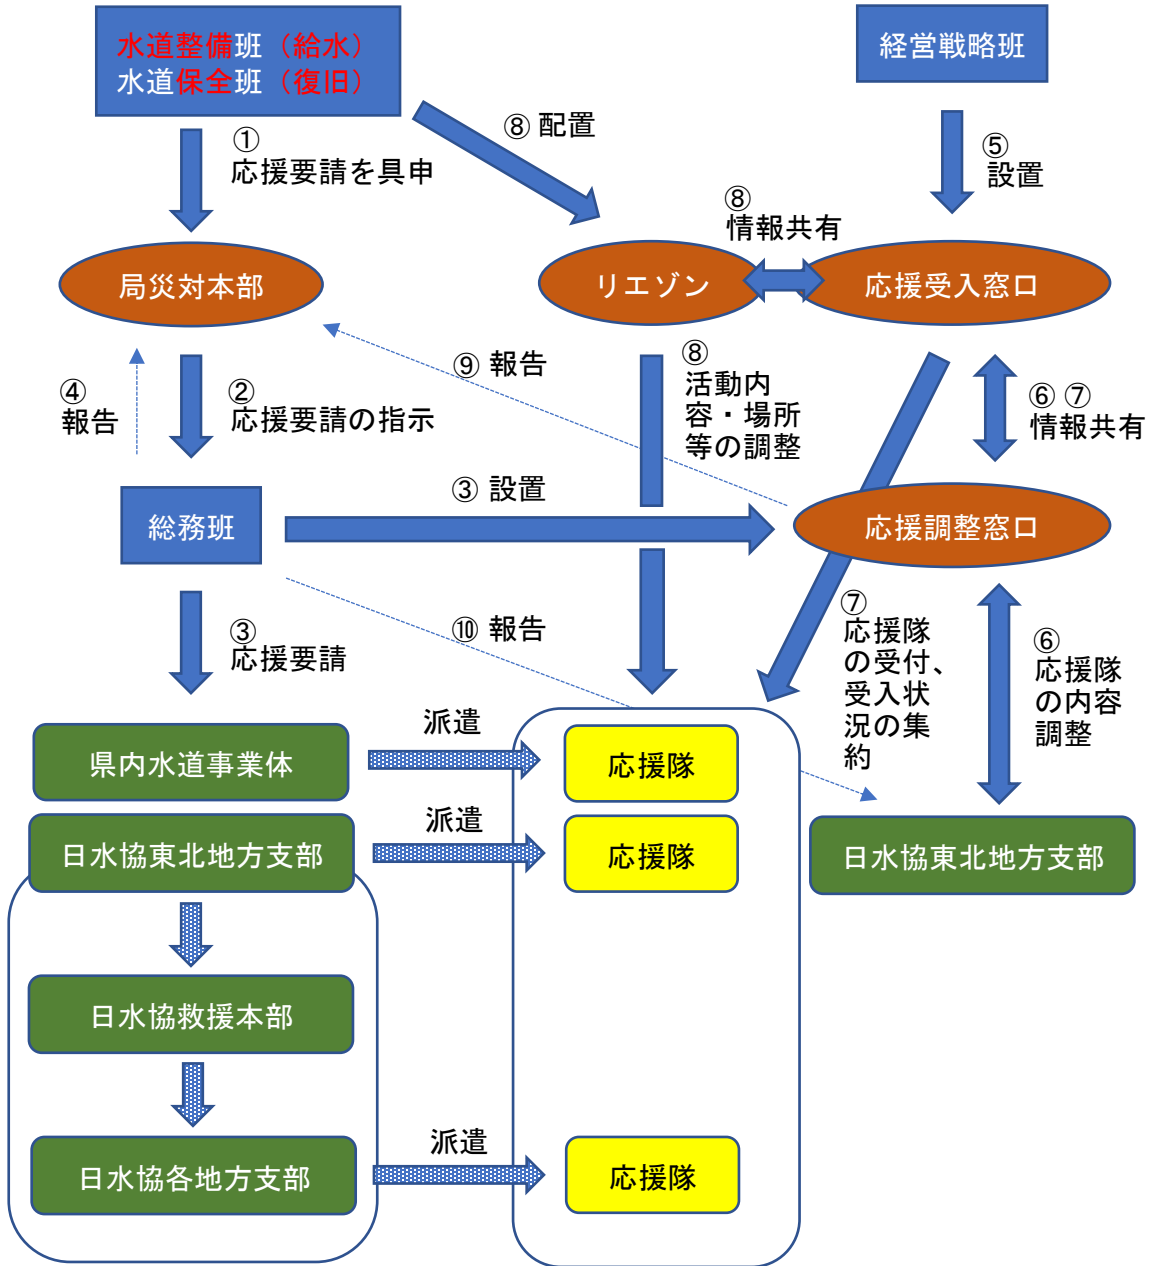 水道整備班（給水）
水道保全班（復旧）
経営戦略班
①
応援要請を具申
⑧ 配置
⑤
設置
⑧
情報共有
局災対本部
リエゾン
応援受入窓口
④
報告
②
応援要請の指示
⑨ 報告
⑧
活動内
容・場所
等の調整
⑥ ⑦
情報共有
③ 設置
総務班
応援調整窓口
③
応援要請
⑩ 報告
⑦
応援隊
の受付、
受入状
況の集
約
⑥
応援隊
の内容
調整
県内水道事業体
派遣
応援隊
日水協東北地方支部
派遣
応援隊
日水協東北地方支部
日水協救援本部
日水協各地方支部
派遣
応援隊